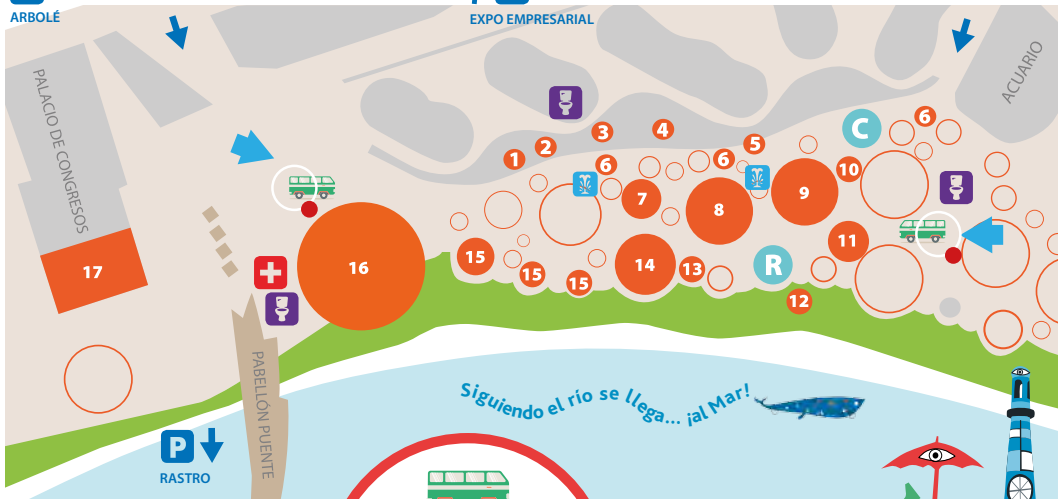 ARBOLÉ
EXPO EMPRESARIAL
PALACIO DE CONGRESOS
ACUARIO
1
2
3
4
5
6
6
6
7
8
9
10
11
12
13
14
15
15
15
16
17
C
R
PABELLÓN PUENTE
Siguiendo el río se llega... ¡al Mar!
P
RASTRO